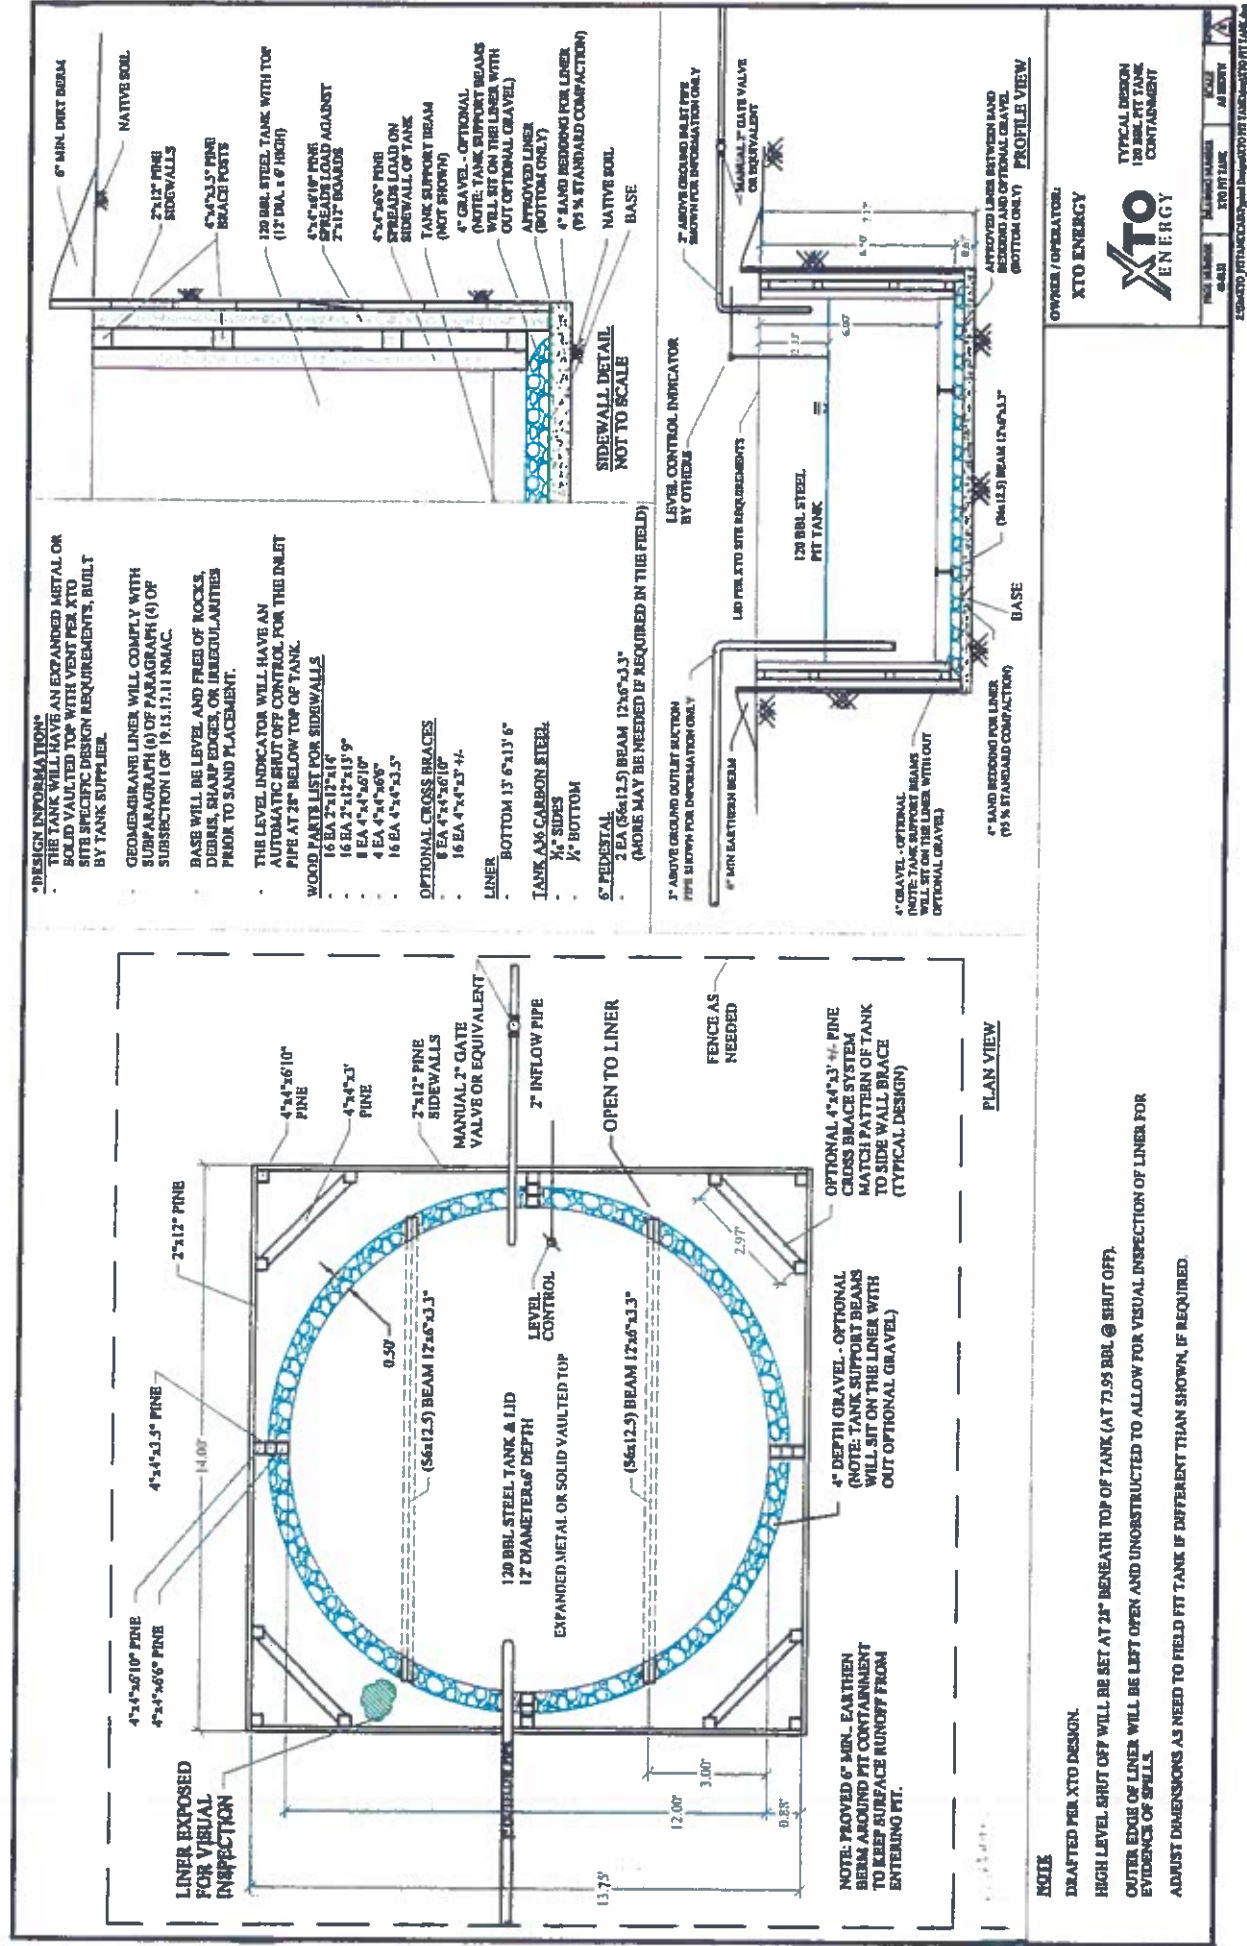 *DESIGN INFORMATION*
- THE TANK WILL HAVE AN EXPANDED METAL OR
SOLID VAULTED TOP WITH VENT PER XTO
SITE SPECIFIC DESIGN REQUIREMENTS, BUILT
BY TANK SUPPLIER.
- GEOMEMBRANE LINER WILL COMPLY WITH
SUBPARAGRAPH (a) OF PARAGRAPH (4) OF
SUBSECTION I OF 19.15.17.11 NMAC.
- BASE WILL BE LEVEL AND FREE OF ROCKS,
DEBRIS, SHARP EDGES, OR IRREGULARITIES
PRIOR TO SAND PLACEMENT.
- THE LEVEL INDICATOR WILL HAVE AN
AUTOMATIC SHUT OFF CONTROL FOR THE INLET
PIPE AT 28" BELOW TOP OF TANK.
WOOD PARTS LIST FOR SIDEWALLS
- 16 EA 2"x12"x14'
- 16 EA 2"x12"x13'9"
- 8 EA 4"x4"x6'10"
- 4 EA 4"x4"x6'6"
- 16 EA 4"x4"x3.5"
OPTIONAL CROSS BRACES
- 8 EA 4"x4"x6'10"
- 16 EA 4"x4"x3' +/-
LINER
- BOTTOM 13' 6"x13' 6"
TANK A36 CARBON STEEL
SIDES
BOTTOM
6" PEDESTAL
- 2 EA (S6x12.5) BEAM 12'x6"x3.3"
(MORE MAY BE NEEDED IF REQUIRED IN THE FIELD)
6" MIN. DIRT BERM
NATIVE SOIL
2"x12" PINE
SIDEWALLS
4"x4"x3.5" PINE
BRACE POSTS
120 BBL STEEL TANK WITH TOP
(12' DIA. x 6' HIGH)
4"x4"x6'10" PINE
SPREADS LOAD AGAINST
2"x12" BOARDS
4"x4"x6'6" PINE
SPREADS LOAD ON
SIDEWALL OF TANK
TANK SUPPORT BEAM
(NOT SHOWN)
4" GRAVEL - OPTIONAL
(NOTE: TANK SUPPORT BEAMS
WILL SIT ON THE LINER WITH
OUT OPTIONAL GRAVEL)
APPROVED LINER
(BOTTOM ONLY)
4" SAND BEDDING FOR LINER
(95 % STANDARD COMPACTION)
NATIVE SOIL
BASE
SIDEWALL DETAIL
NOT TO SCALE
4"x4"x6'10" PINE
4"x4"x6'6" PINE
4"x4"x3.5" PINE
2"x12" PINE
4"x4"x6'10"
PINE
4"x4"x3'
PINE
2"x12" PINE
SIDEWALLS
MANUAL 2" GATE
VALVE OR EQUIVALENT
2" INFLOW PIPE
OPEN TO LINER
FENCE AS
NEEDED
LINER EXPOSED
FOR VISUAL
INSPECTION
14.00'
0.50'
(S6x12.5) BEAM 12'x6"x3.3"
120 BBL STEEL TANK & LID
12' DIAMETERx6' DEPTH
EXPANDED METAL OR SOLID VAULTED TOP
LEVEL
CONTROL
(S6x12.5) BEAM 12'x6"x3.3"
2.97'
13.75'
12.00'
3.00'
0.88'
NOTE: PROVED 6" MIN. EARTHEN
BERM AROUND PIT CONTAINMENT
TO KEEP SURFACE RUNOFF FROM
ENTERING PIT.
4" DEPTH GRAVEL - OPTIONAL
(NOTE: TANK SUPPORT BEAMS
WILL SIT ON THE LINER WITH
OUT OPTIONAL GRAVEL)
OPTIONAL 4"x4"x3' +/- PINE
CROSS BRACE SYSTEM
MATCH PATTERN OF TANK
TO SIDE WALL BRACE
(TYPICAL DESIGN)
PLAN VIEW
3" ABOVE GROUND OUTLET SUCTION
PIPE SHOWN FOR INFORMATION ONLY
6" MIN EARTHERN BERM
LEVEL CONTROL INDICATOR
BY OTHERS
LID PER XTO SITE REQUIREMENTS
2" ABOVE GROUND INLET PIPE
SHOWN FOR INFORMATION ONLY
MANUAL 2" GATE VALVE
OR EQUIVALENT
120 BBL STEEL
PIT TANK
2.33'
6.00'
4" GRAVEL - OPTIONAL
(NOTE: TANK SUPPORT BEAMS
WILL SIT ON THE LINER WITH OUT
OPTIONAL GRAVEL)
4" SAND BEDDING FOR LINER
(95 % STANDARD COMPACTION)
BASE
(S6x12.5) BEAM 12'x6"x3.3"
APPROVED LINER BETWEEN SAND
BEDDING AND OPTIONAL GRAVEL
(BOTTOM ONLY)
PROFILE VIEW
NOTE
DRAFTED PER XTO DESIGN.
HIGH LEVEL SHUT OFF WILL BE SET AT 28" BENEATH TOP OF TANK (AT 73.95 BBL @ SHUT OFF).
OUTER EDGE OF LINER WILL BE LEFT OPEN AND UNOBSTRUCTED TO ALLOW FOR VISUAL INSPECTION OF LINER FOR
EVIDENCE OF SPILLS.
ADJUST DIMENSIONS AS NEED TO FIELD FIT TANK IF DIFFERENT THAN SHOWN, IF REQUIRED.
OWNER / OPERATOR:
XTO ENERGY
XTO
ENERGY
TYPICAL DESIGN
120 BBL PIT TANK
CONTAINMENT
DRAWING NUMBER
XTO PIT TANK
SCALE
AS SHOWN